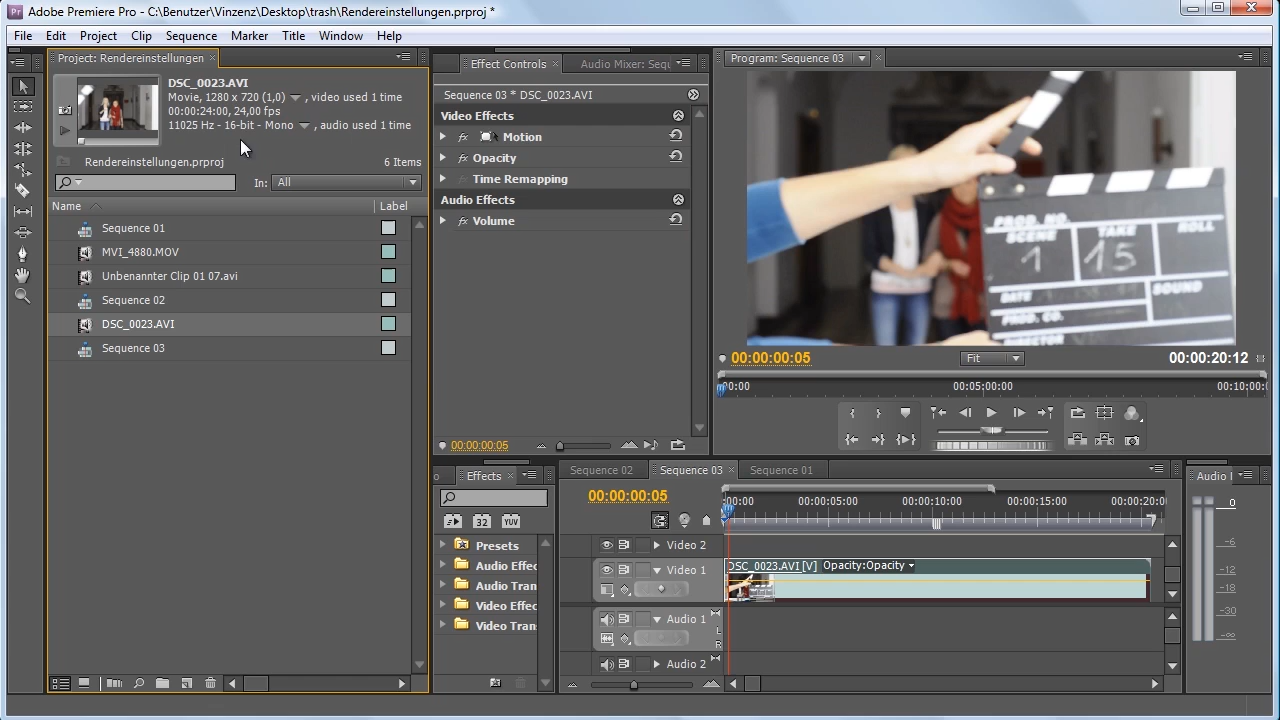 Pr Adobe Premiere Pro - C:\Benutzer\Vinzenz\Desktop\trash\Rendereinstellungen.prproj *
File Edit Project Clip Sequence Marker Title Window Help
Project: Rendereinstellungen ×
DSC_0023.AVI
Movie, 1280 x 720 (1,0) , video used 1 time
00:00:24:00, 24,00 fps
11025 Hz - 16-bit - Mono , audio used 1 time
Rendereinstellungen.prproj 6 Items
In: All
Name Label
Sequence 01
MVI_4880.MOV
Unbenannter Clip 01 07.avi
Sequence 02
DSC_0023.AVI
Sequence 03
Effect Controls × Audio Mixer: Sequ
Sequence 03 * DSC_0023.AVI
Video Effects
fx Motion
fx Opacity
Time Remapping
Audio Effects
fx Volume
00:00:00:05
Program: Sequence 03 ×
PROD. NO.
SCENE TAKE ROLL
1 15
DATE SOUND
PROD. CO.
DIRECTOR
00:00:00:05 Fit 00:00:20:12
00:00 00:05:00:00 00:10:00:0
Effects ×
32 YUV
Presets
Audio Effec
Audio Tran
Video Effec
Video Tran
Sequence 02 Sequence 03 × Sequence 01
00:00:00:05
:00:00 00:00:05:00 00:00:10:00 00:00:15:00 00:00:20:0
Video 2
Video 1
DSC_0023.AVI [V] Opacity:Opacity
Audio 1
L
R
Audio 2
Audio
0
-6
-12
-18
-30
-∞